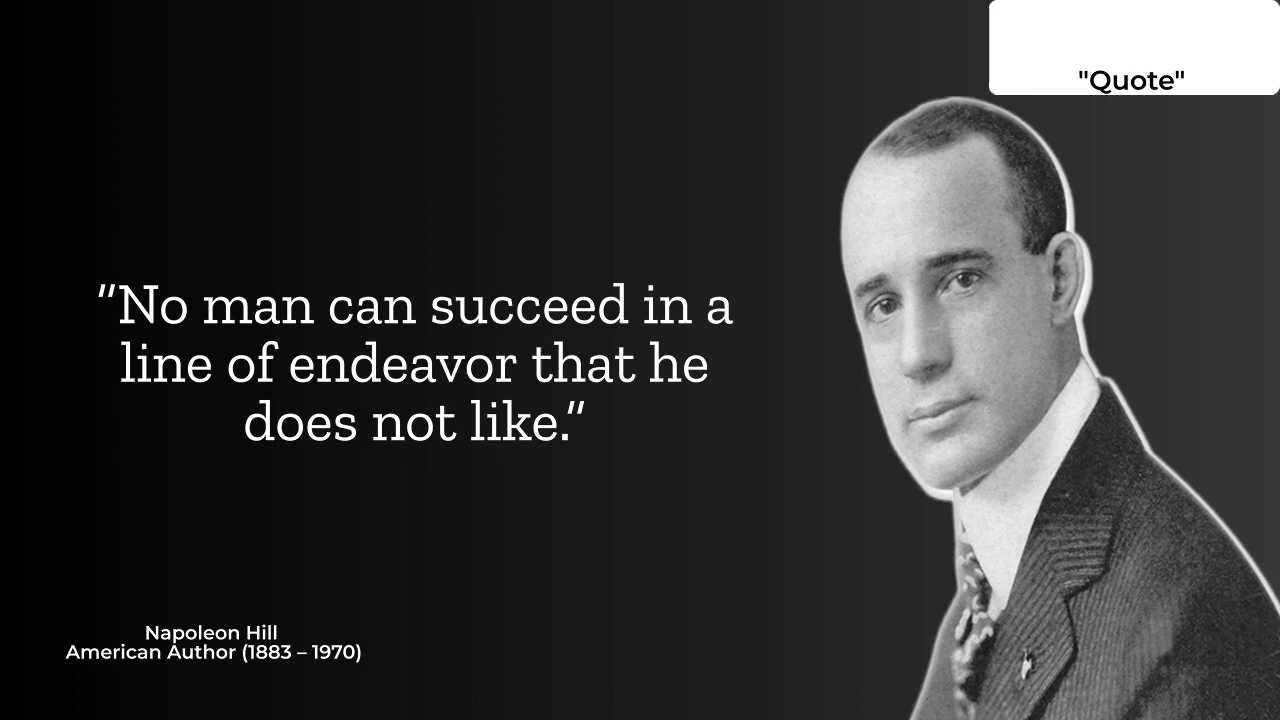 "Quote"
"No man can succeed in a
line of endeavor that he
does not like."
Napoleon Hill
American Author (1883 – 1970)